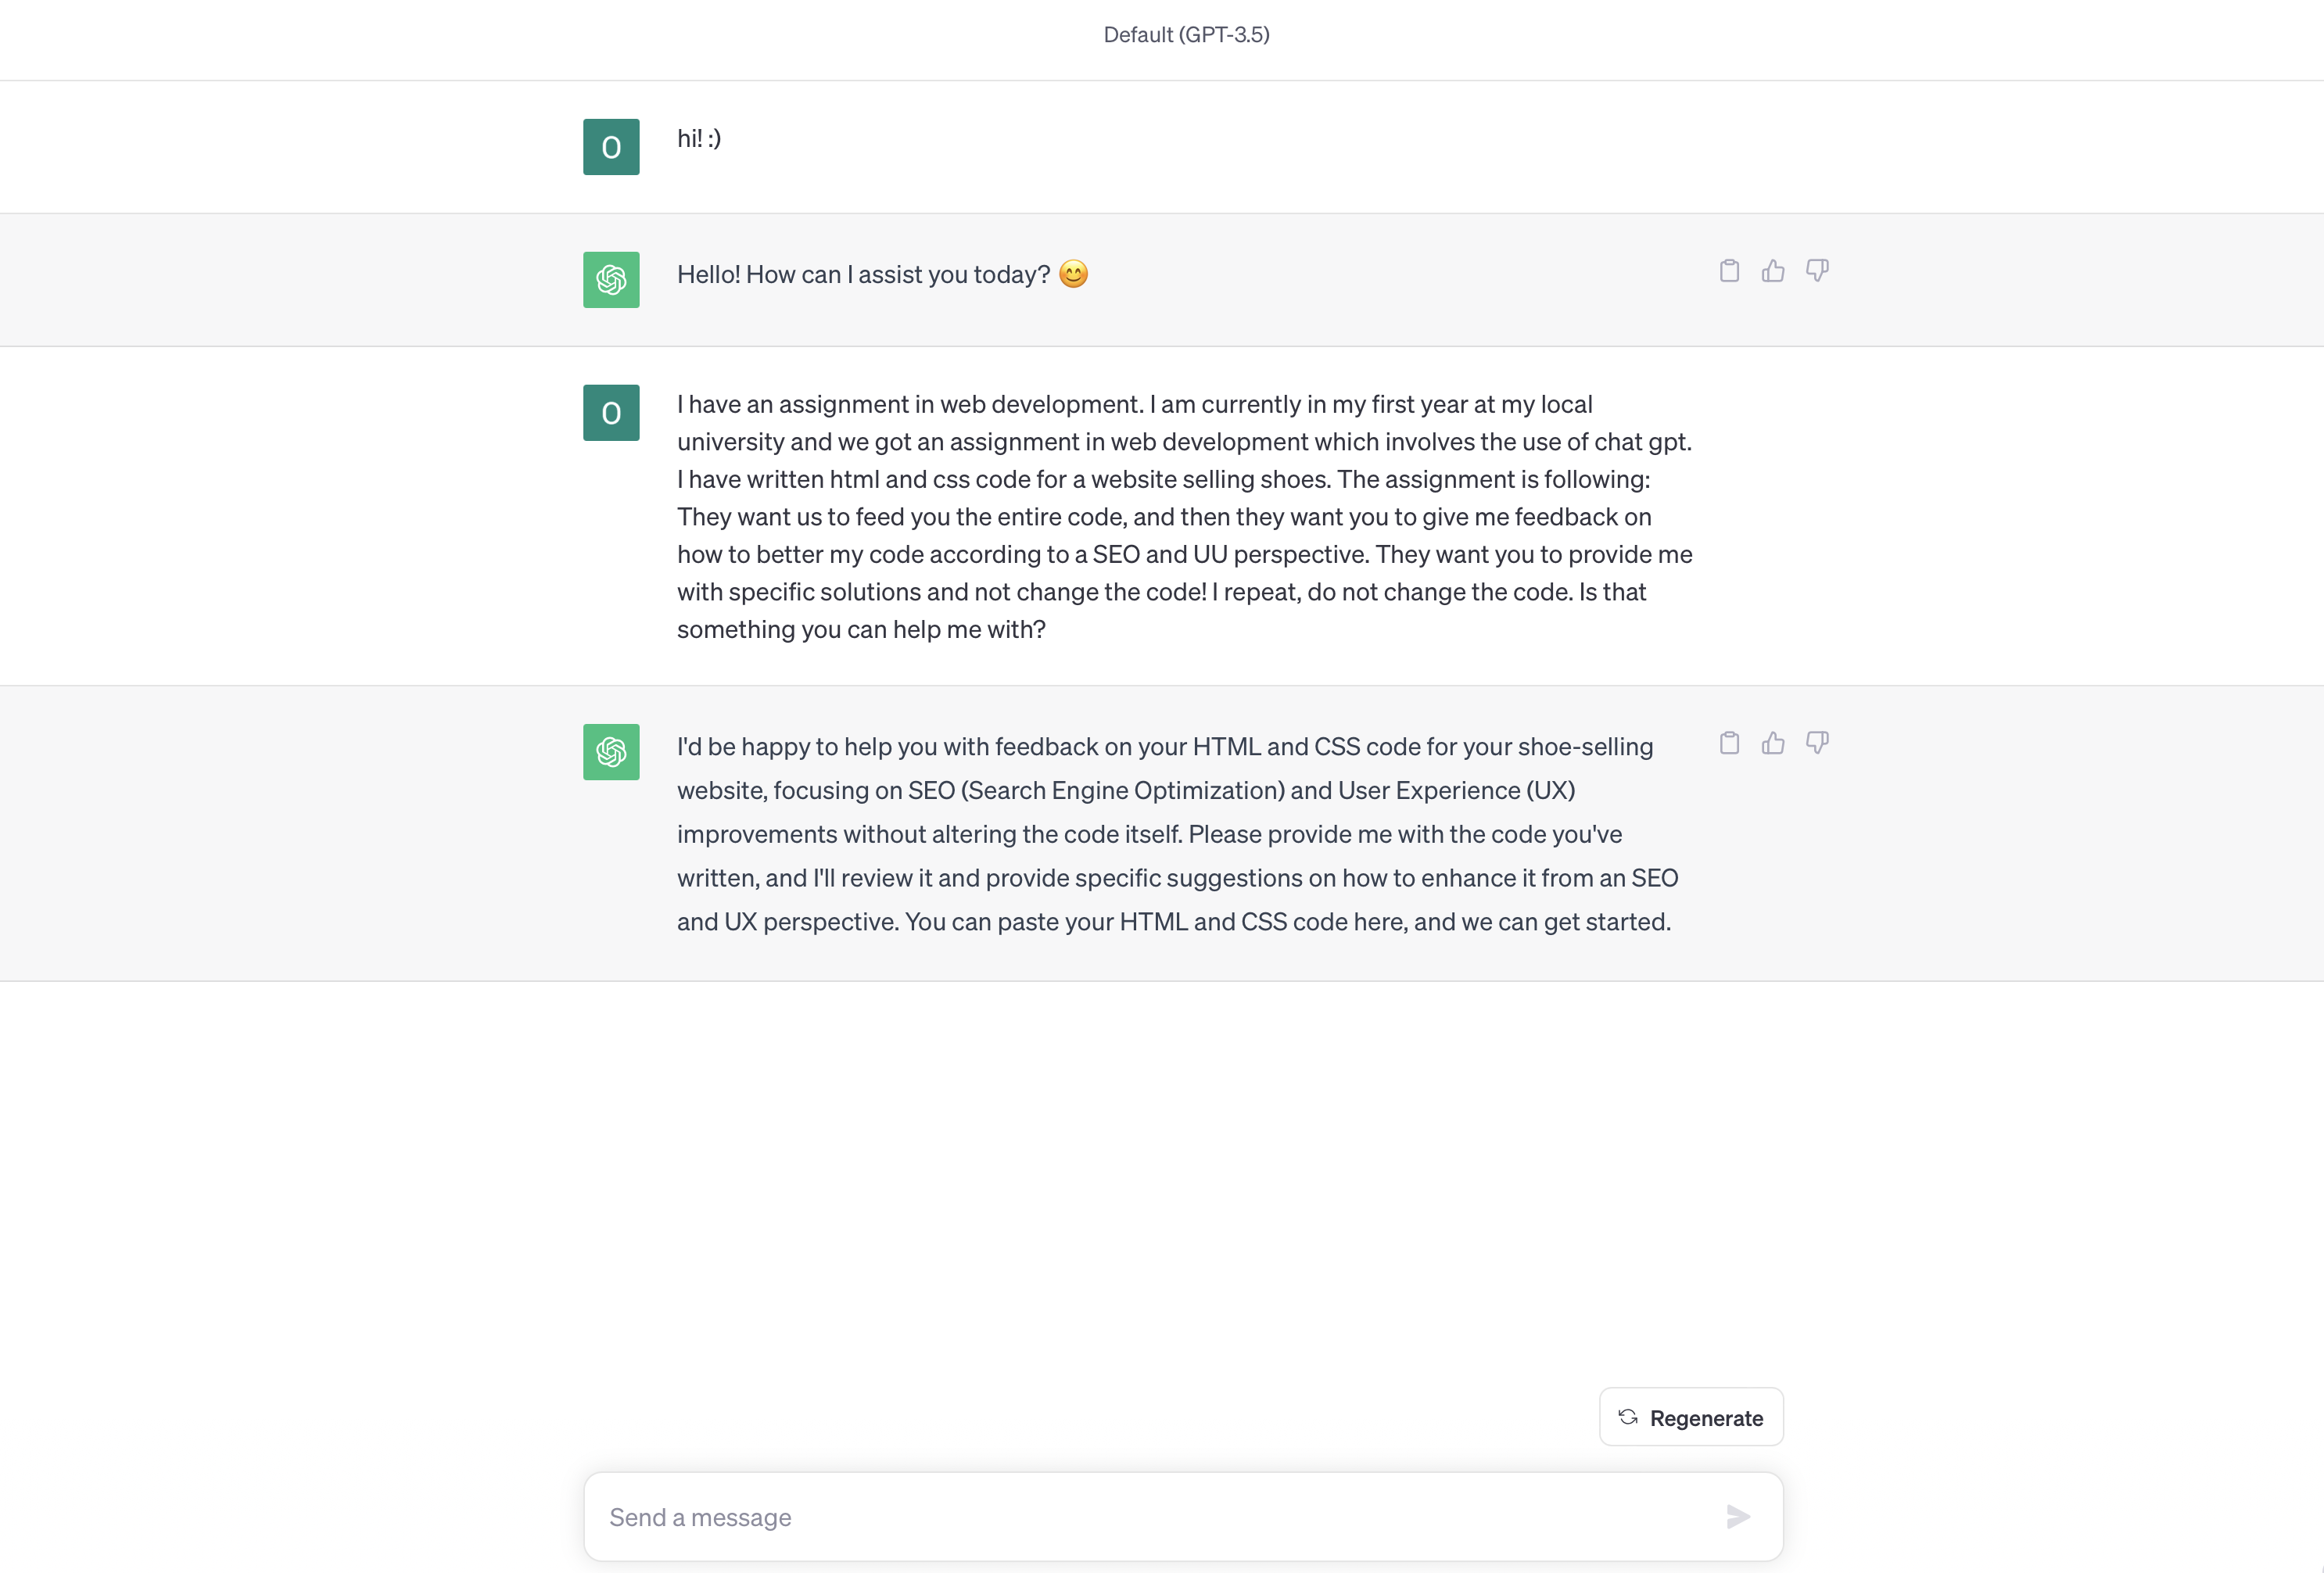 Default (GPT-3.5)
O
hi! :)
Hello! How can I assist you today? 😊
O
I have an assignment in web development. I am currently in my first year at my local
university and we got an assignment in web development which involves the use of chat gpt.
I have written html and css code for a website selling shoes. The assignment is following:
They want us to feed you the entire code, and then they want you to give me feedback on
how to better my code according to a SEO and UU perspective. They want you to provide me
with specific solutions and not change the code! I repeat, do not change the code. Is that
something you can help me with?
I'd be happy to help you with feedback on your HTML and CSS code for your shoe-selling
website, focusing on SEO (Search Engine Optimization) and User Experience (UX)
improvements without altering the code itself. Please provide me with the code you've
written, and I'll review it and provide specific suggestions on how to enhance it from an SEO
and UX perspective. You can paste your HTML and CSS code here, and we can get started.
Regenerate
Send a message